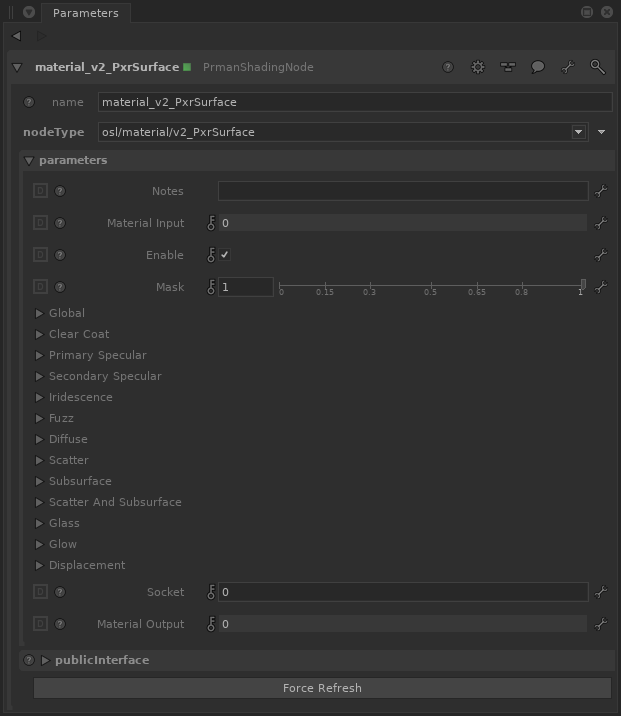 Parameters
material_v2_PxrSurface PrmanShadingNode ?
? name material_v2_PxrSurface
nodeType osl/material/v2_PxrSurface
parameters
D ? Notes
D ? Material Input 0
D ? Enable
D ? Mask 1 0 0.15 0.3 0.5 0.65 0.8 1
Global
Clear Coat
Primary Specular
Secondary Specular
Iridescence
Fuzz
Diffuse
Scatter
Subsurface
Scatter And Subsurface
Glass
Glow
Displacement
D ? Socket 0
D ? Material Output 0
? publicInterface
Force Refresh